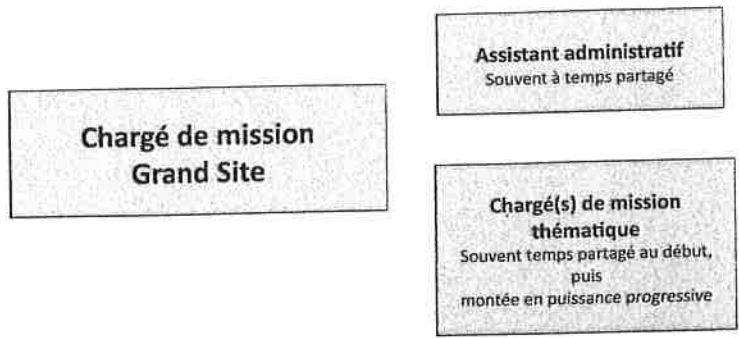 Chargé de mission
Grand Site
Assistant administratif
Souvent à temps partagé
Chargé(s) de mission
thématique
Souvent temps partagé au début,
puis
montée en puissance progressive